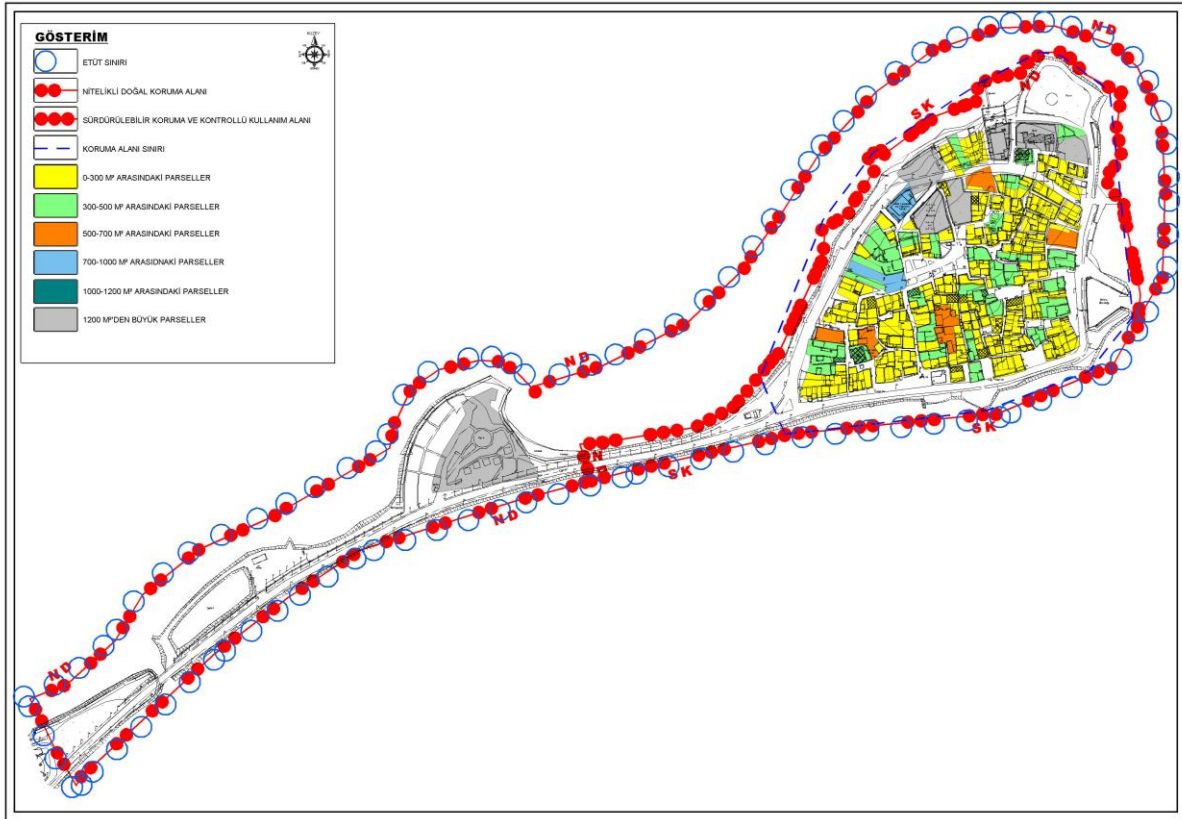 GÖSTERİM
KUZEY
ETÜT SINIRI
NİTELİKLİ DOĞAL KORUMA ALANI
SÜRDÜRÜLEBİLİR KORUMA VE KONTROLLÜ KULLANIM ALANI
KORUMA ALANI SINIRI
0-300 M² ARASINDAKİ PARSELLER
300-500 M² ARASINDAKİ PARSELLER
500-700 M² ARASINDAKİ PARSELLER
700-1000 M² ARASIDNAKİ PARSELLER
1000-1200 M² ARASINDAKİ PARSELLER
1200 M²'DEN BÜYÜK PARSELLER
N D
N D
S K
N D
N
S K
S K
N D
N D